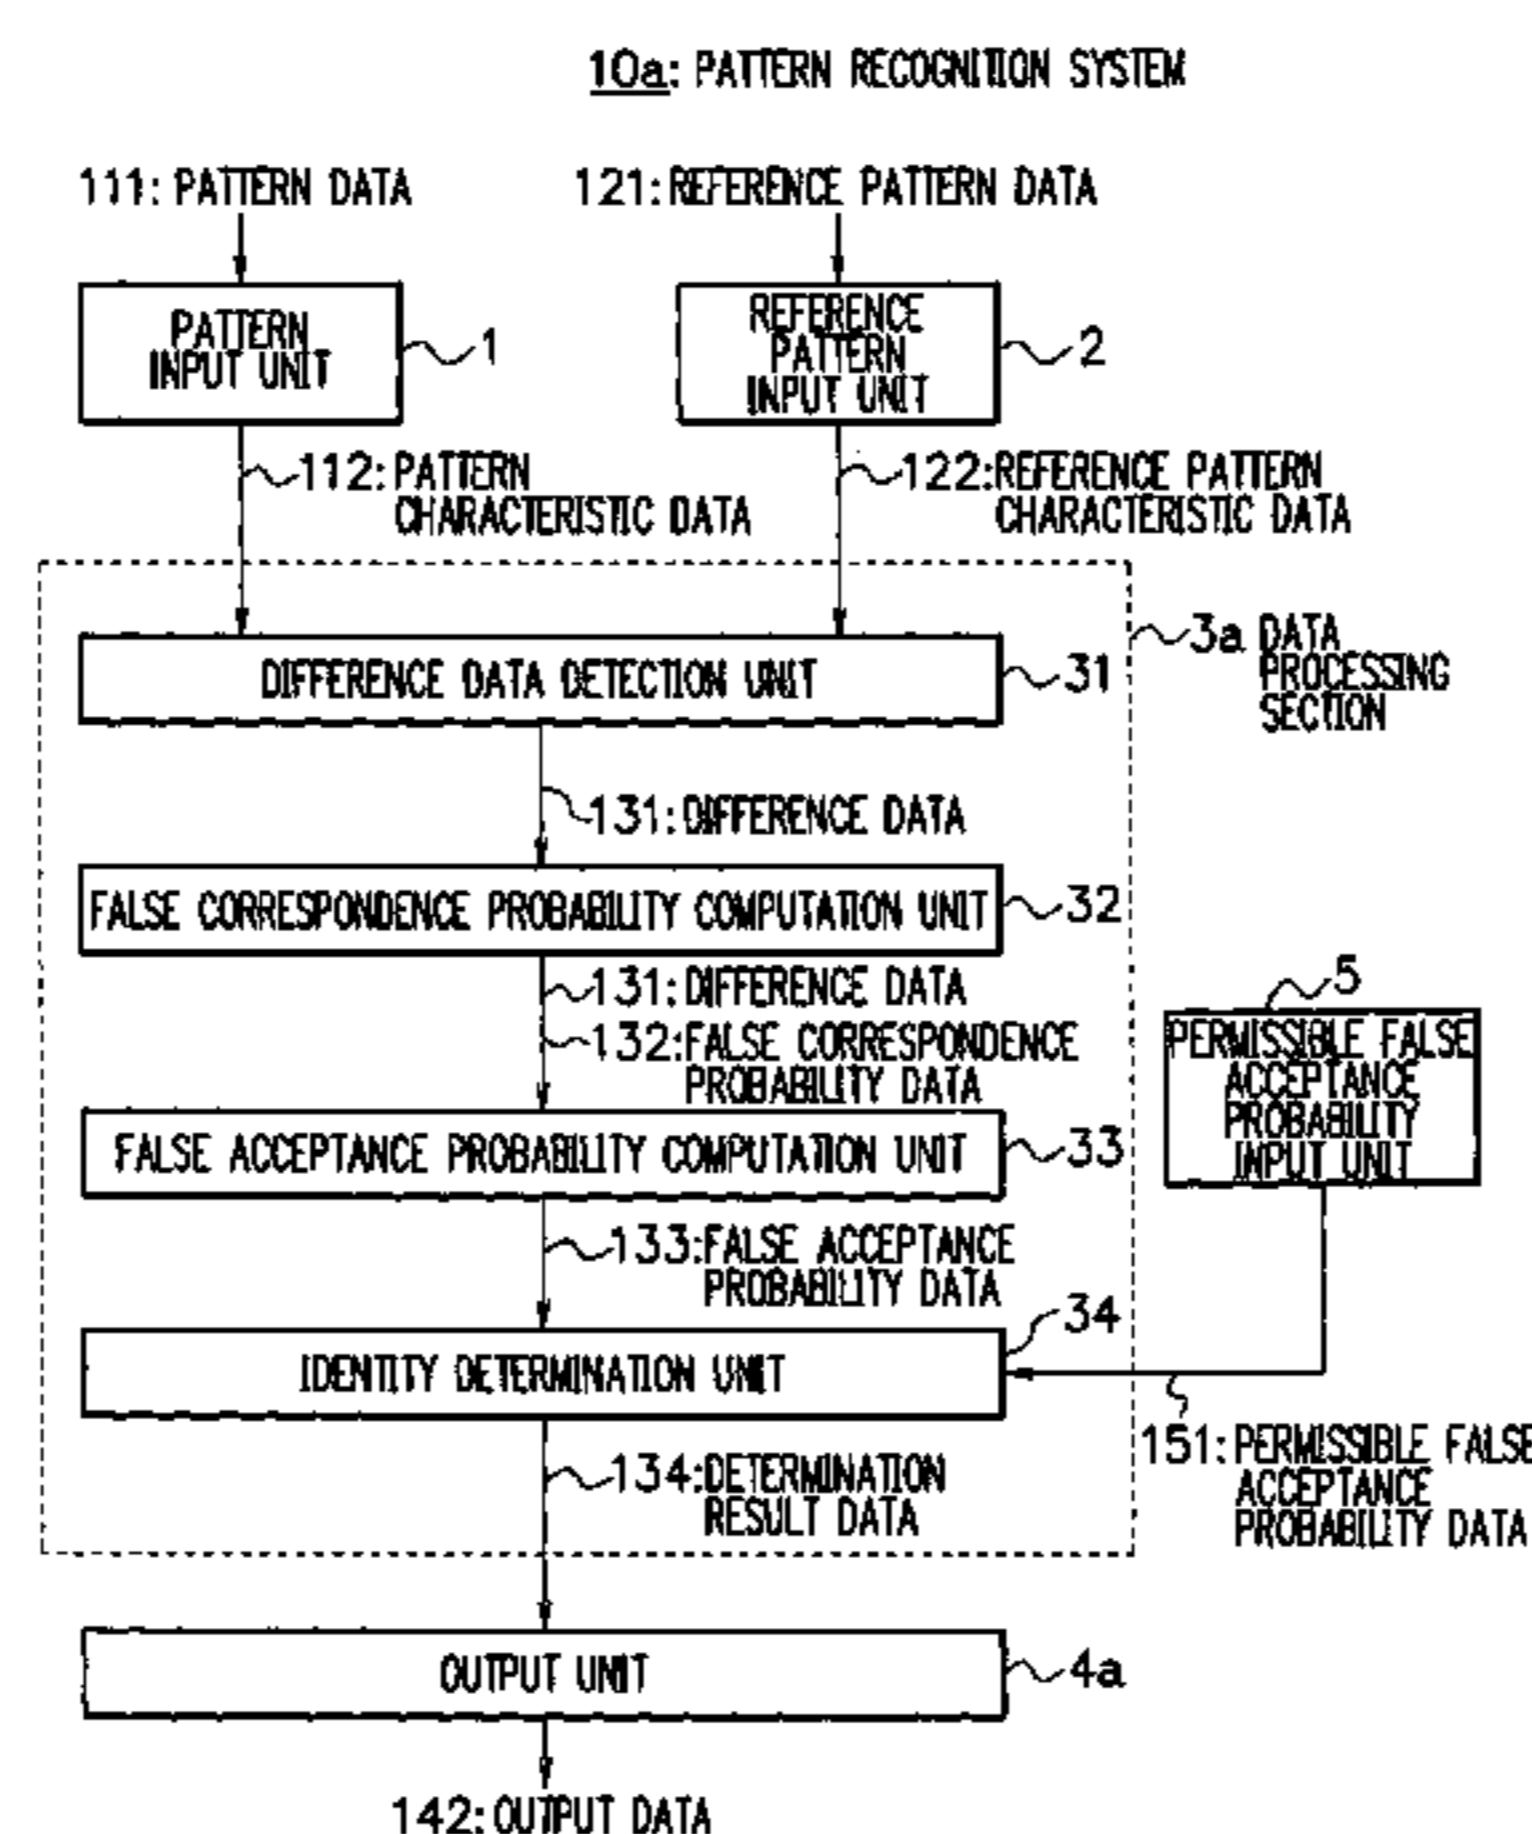 10a: PATTERN RECOGNITION SYSTEM
111: PATTERN DATA
121: REFERENCE PATTERN DATA
PATTERN
INPUT UNIT
1
REFERENCE
PATTERN
INPUT UNIT
2
112: PATTERN
CHARACTERISTIC DATA
122: REFERENCE PATTERN
CHARACTERISTIC DATA
DIFFERENCE DATA DETECTION UNIT
31
3a DATA
PROCESSING
SECTION
131: DIFFERENCE DATA
FALSE CORRESPONDENCE PROBABILITY COMPUTATION UNIT
32
131: DIFFERENCE DATA
132: FALSE CORRESPONDENCE
PROBABILITY DATA
5
PERMISSIBLE FALSE
ACCEPTANCE
PROBABILITY
INPUT UNIT
FALSE ACCEPTANCE PROBABILITY COMPUTATION UNIT
33
133: FALSE ACCEPTANCE
PROBABILITY DATA
34
IDENTITY DETERMINATION UNIT
151: PERMISSIBLE FALSE
ACCEPTANCE
PROBABILITY DATA
134: DETERMINATION
RESULT DATA
OUTPUT UNIT
4a
142: OUTPUT DATA